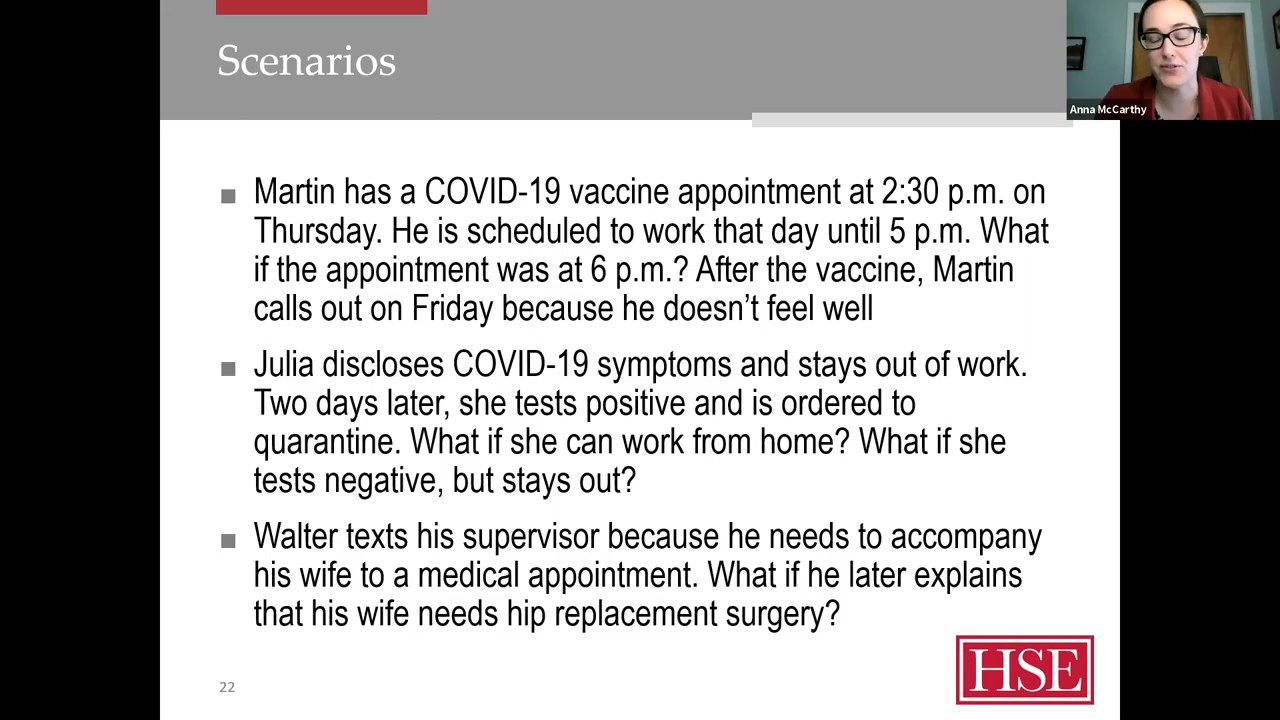 Scenarios
Anna McCarthy
■ Martin has a COVID-19 vaccine appointment at 2:30 p.m. on
Thursday. He is scheduled to work that day until 5 p.m. What
if the appointment was at 6 p.m.? After the vaccine, Martin
calls out on Friday because he doesn’t feel well
■ Julia discloses COVID-19 symptoms and stays out of work.
Two days later, she tests positive and is ordered to
quarantine. What if she can work from home? What if she
tests negative, but stays out?
■ Walter texts his supervisor because he needs to accompany
his wife to a medical appointment. What if he later explains
that his wife needs hip replacement surgery?
HSE
22